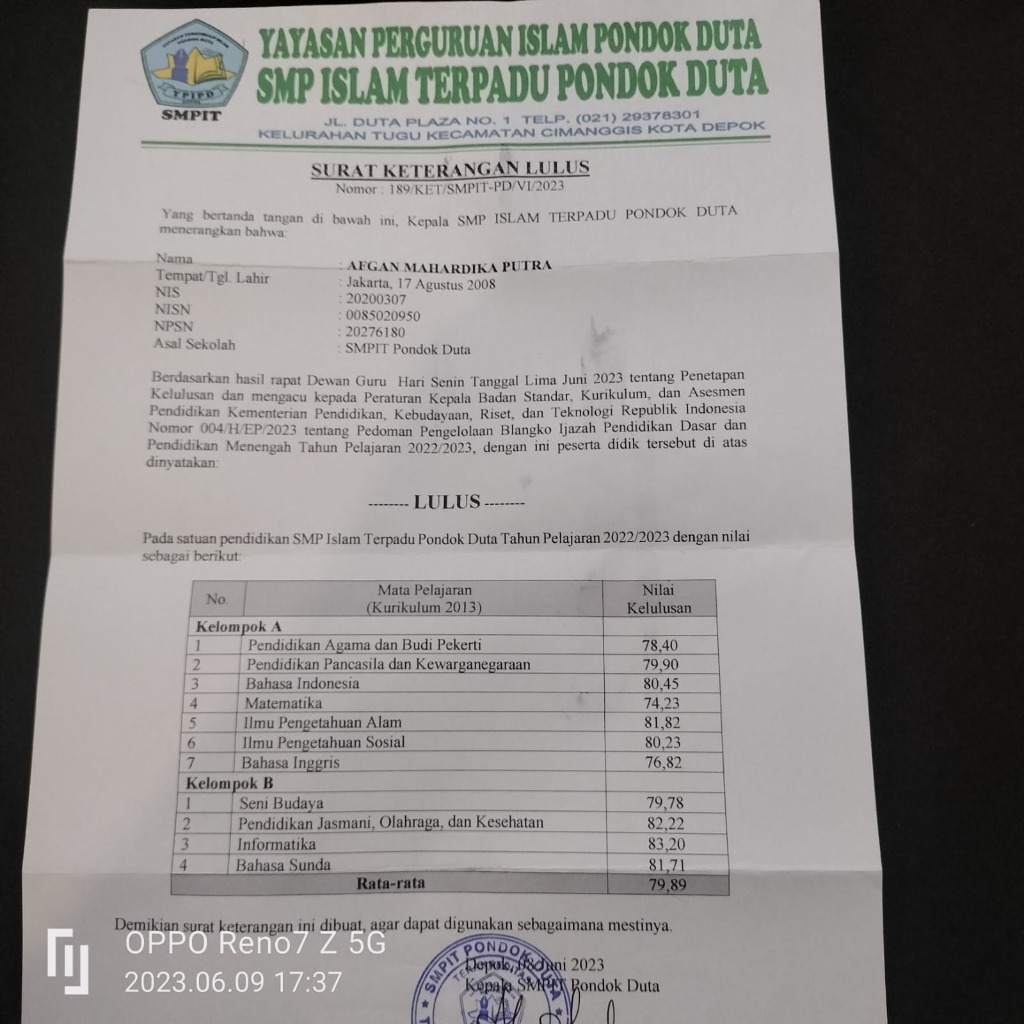 YAYASAN PERGURUAN ISLAM PONDOK DUTA
SMP ISLAM TERPADU PONDOK DUTA
YPIPD
SMPIT
JL. DUTA PLAZA NO. 1 TELP. (021) 29378301
KELURAHAN TUGU KECAMATAN CIMANGGIS KOTA DEPOK
SURAT KETERANGAN LULUS
Nomor : 189/KET/SMPIT-PD/VI/2023
Yang bertanda tangan di bawah ini, Kepala SMP ISLAM TERPADU PONDOK DUTA
menerangkan bahwa:
Nama : AFGAN MAHARDIKA PUTRA
Tempat/Tgl. Lahir : Jakarta, 17 Agustus 2008
NIS : 20200307
NISN : 0085020950
NPSN : 20276180
Asal Sekolah : SMPIT Pondok Duta
Berdasarkan hasil rapat Dewan Guru Hari Senin Tanggal Lima Juni 2023 tentang Penetapan
Kelulusan dan mengacu kepada Peraturan Kepala Badan Standar, Kurikulum, dan Asesmen
Pendidikan Kementerian Pendidikan, Kebudayaan, Riset, dan Teknologi Republik Indonesia
Nomor 004/H/EP/2023 tentang Pedoman Pengelolaan Blangko Ijazah Pendidikan Dasar dan
Pendidikan Menengah Tahun Pelajaran 2022/2023, dengan ini peserta didik tersebut di atas
dinyatakan:
-------- LULUS --------
Pada satuan pendidikan SMP Islam Terpadu Pondok Duta Tahun Pelajaran 2022/2023 dengan nilai
sebagai berikut:
No. Mata Pelajaran (Kurikulum 2013) Nilai Kelulusan
Kelompok A
1 Pendidikan Agama dan Budi Pekerti 78,40
2 Pendidikan Pancasila dan Kewarganegaraan 79,90
3 Bahasa Indonesia 80,45
4 Matematika 74,23
5 Ilmu Pengetahuan Alam 81,82
6 Ilmu Pengetahuan Sosial 80,23
7 Bahasa Inggris 76,82
Kelompok B
1 Seni Budaya 79,78
2 Pendidikan Jasmani, Olahraga, dan Kesehatan 82,22
3 Informatika 83,20
4 Bahasa Sunda 81,71
Rata-rata 79,89
Demikian surat keterangan ini dibuat, agar dapat digunakan sebagaimana mestinya.
Depok, 08 Juni 2023
Kepala SMPIT Pondok Duta
SMPIT PONDOK DUTA
OPPO Reno7 Z 5G
2023.06.09 17:37